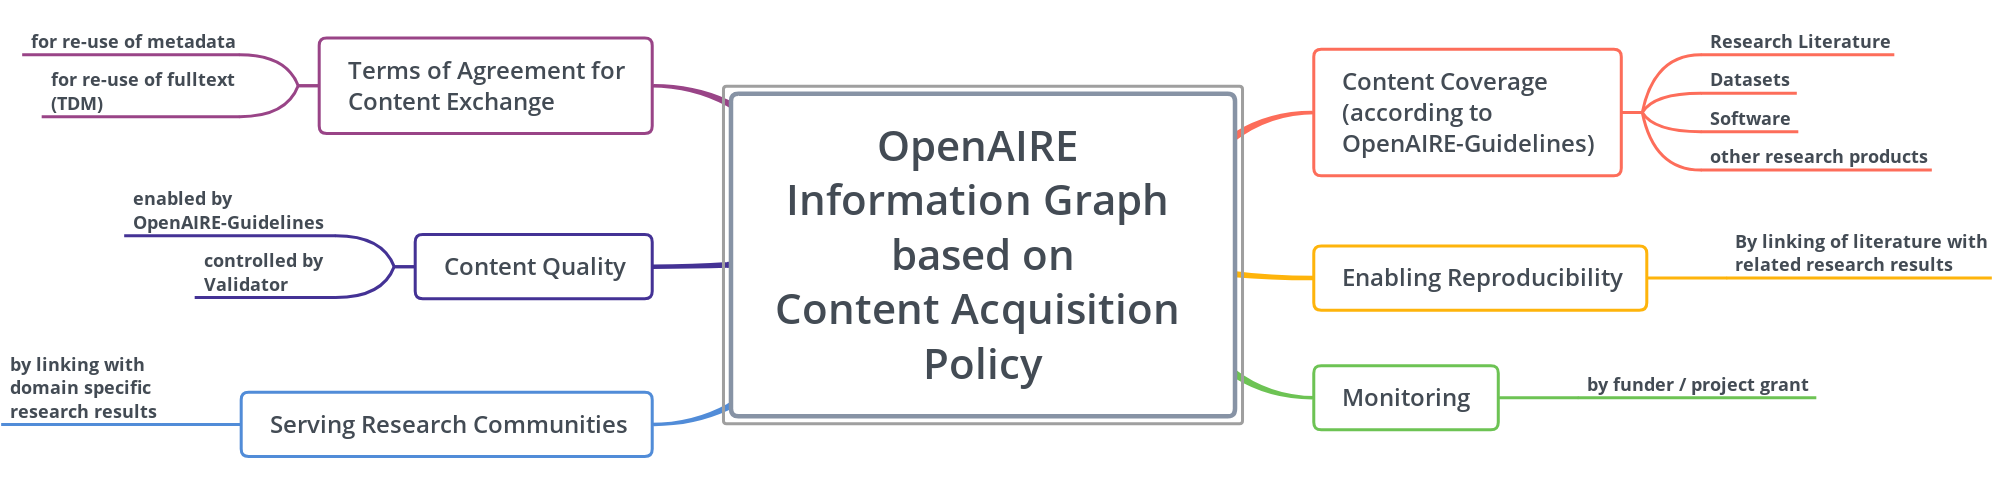 OpenAIRE
Information Graph
based on
Content Acquisition
Policy
Terms of Agreement for
Content Exchange
for re-use of metadata
for re-use of fulltext
(TDM)
Content Quality
enabled by
OpenAIRE-Guidelines
controlled by
Validator
Serving Research Communities
by linking with
domain specific
research results
Content Coverage
(according to
OpenAIRE-Guidelines)
Research Literature
Datasets
Software
other research products
Enabling Reproducibility
By linking of literature with
related research results
Monitoring
by funder / project grant